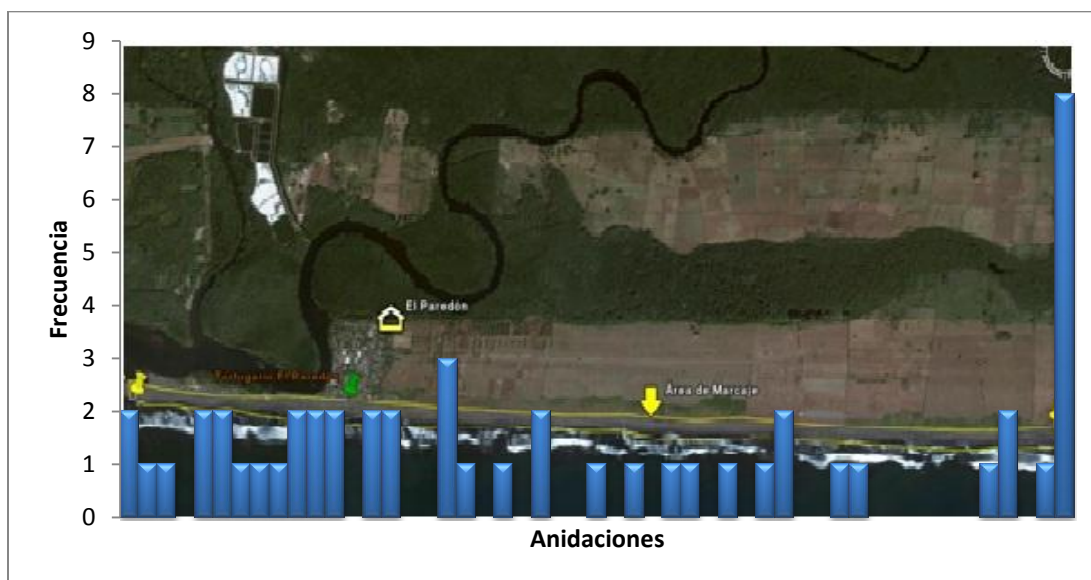 9
8
7
6
5
4
3
2
1
0
Frecuencia
El Paredón
Tortugario El Paredón
Área de Marcaje
Anidaciones